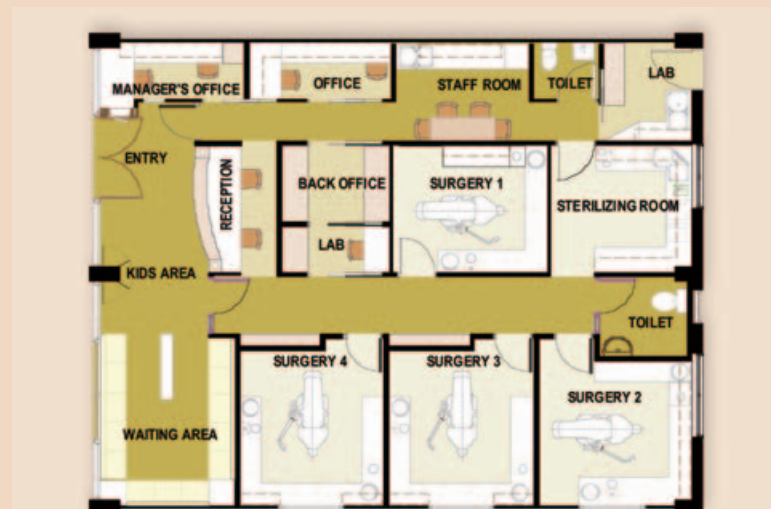 MANAGER'S OFFICE
OFFICE
STAFF ROOM
TOILET
LAB
ENTRY
RECEPTION
BACK OFFICE
SURGERY 1
STERILIZING ROOM
LAB
KIDS AREA
TOILET
SURGERY 4
SURGERY 3
SURGERY 2
WAITING AREA